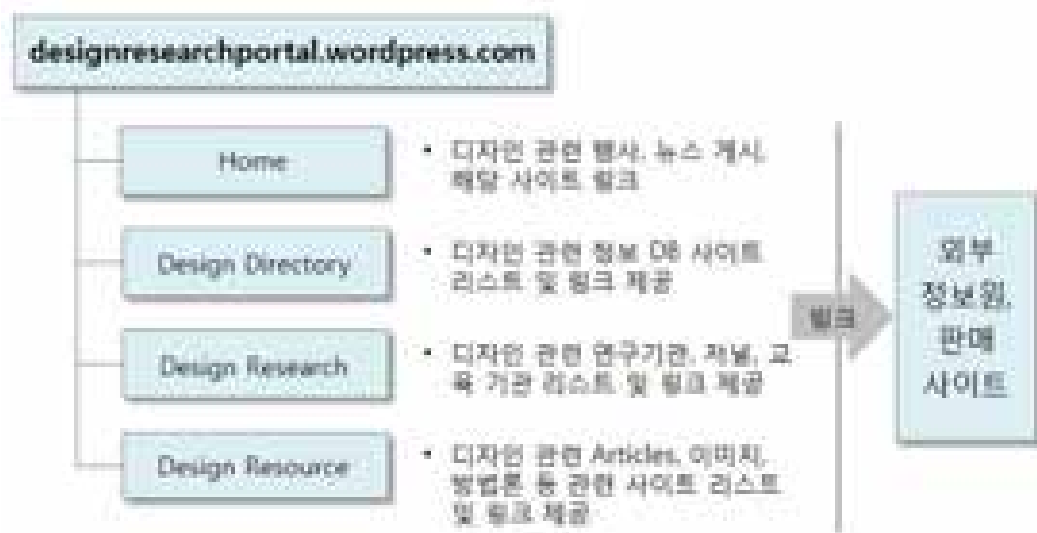 designresearchportal.wordpress.com
Home
• 디자인 관련 행사, 뉴스 게시,
해당 사이트 링크
Design Directory
• 디자인 관련 정보 DB 사이트
리스트 및 링크 제공
Design Research
• 디자인 관련 연구기관, 저널, 교
육 기관 리스트 및 링크 제공
Design Resource
• 디자인 관련 Articles, 이미지,
방법론 등 관련 사이트 리스트
및 링크 제공
링크
외부
정보원,
판매
사이트